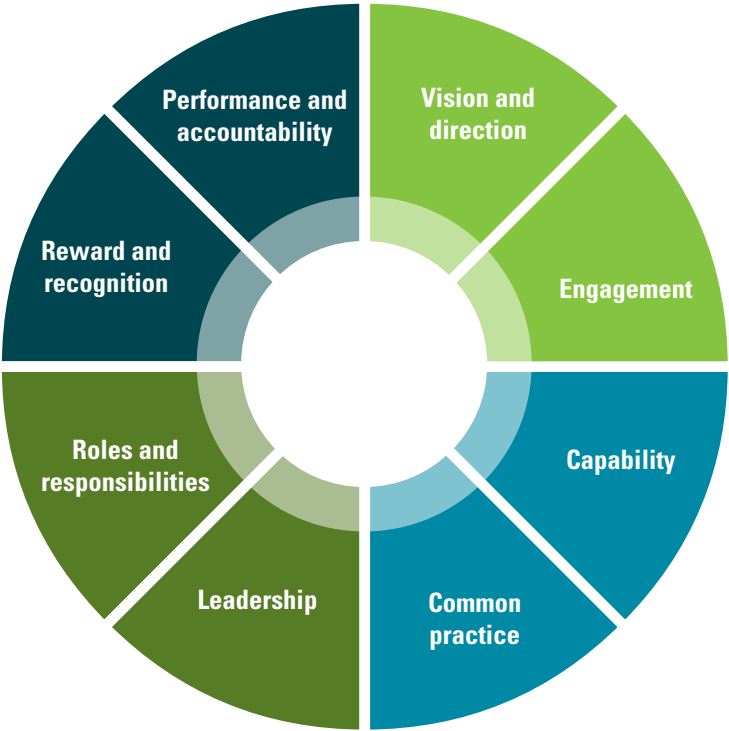 Performance and
accountability
Vision and
direction
Reward and
recognition
Engagement
Roles and
responsibilities
Capability
Leadership
Common
practice